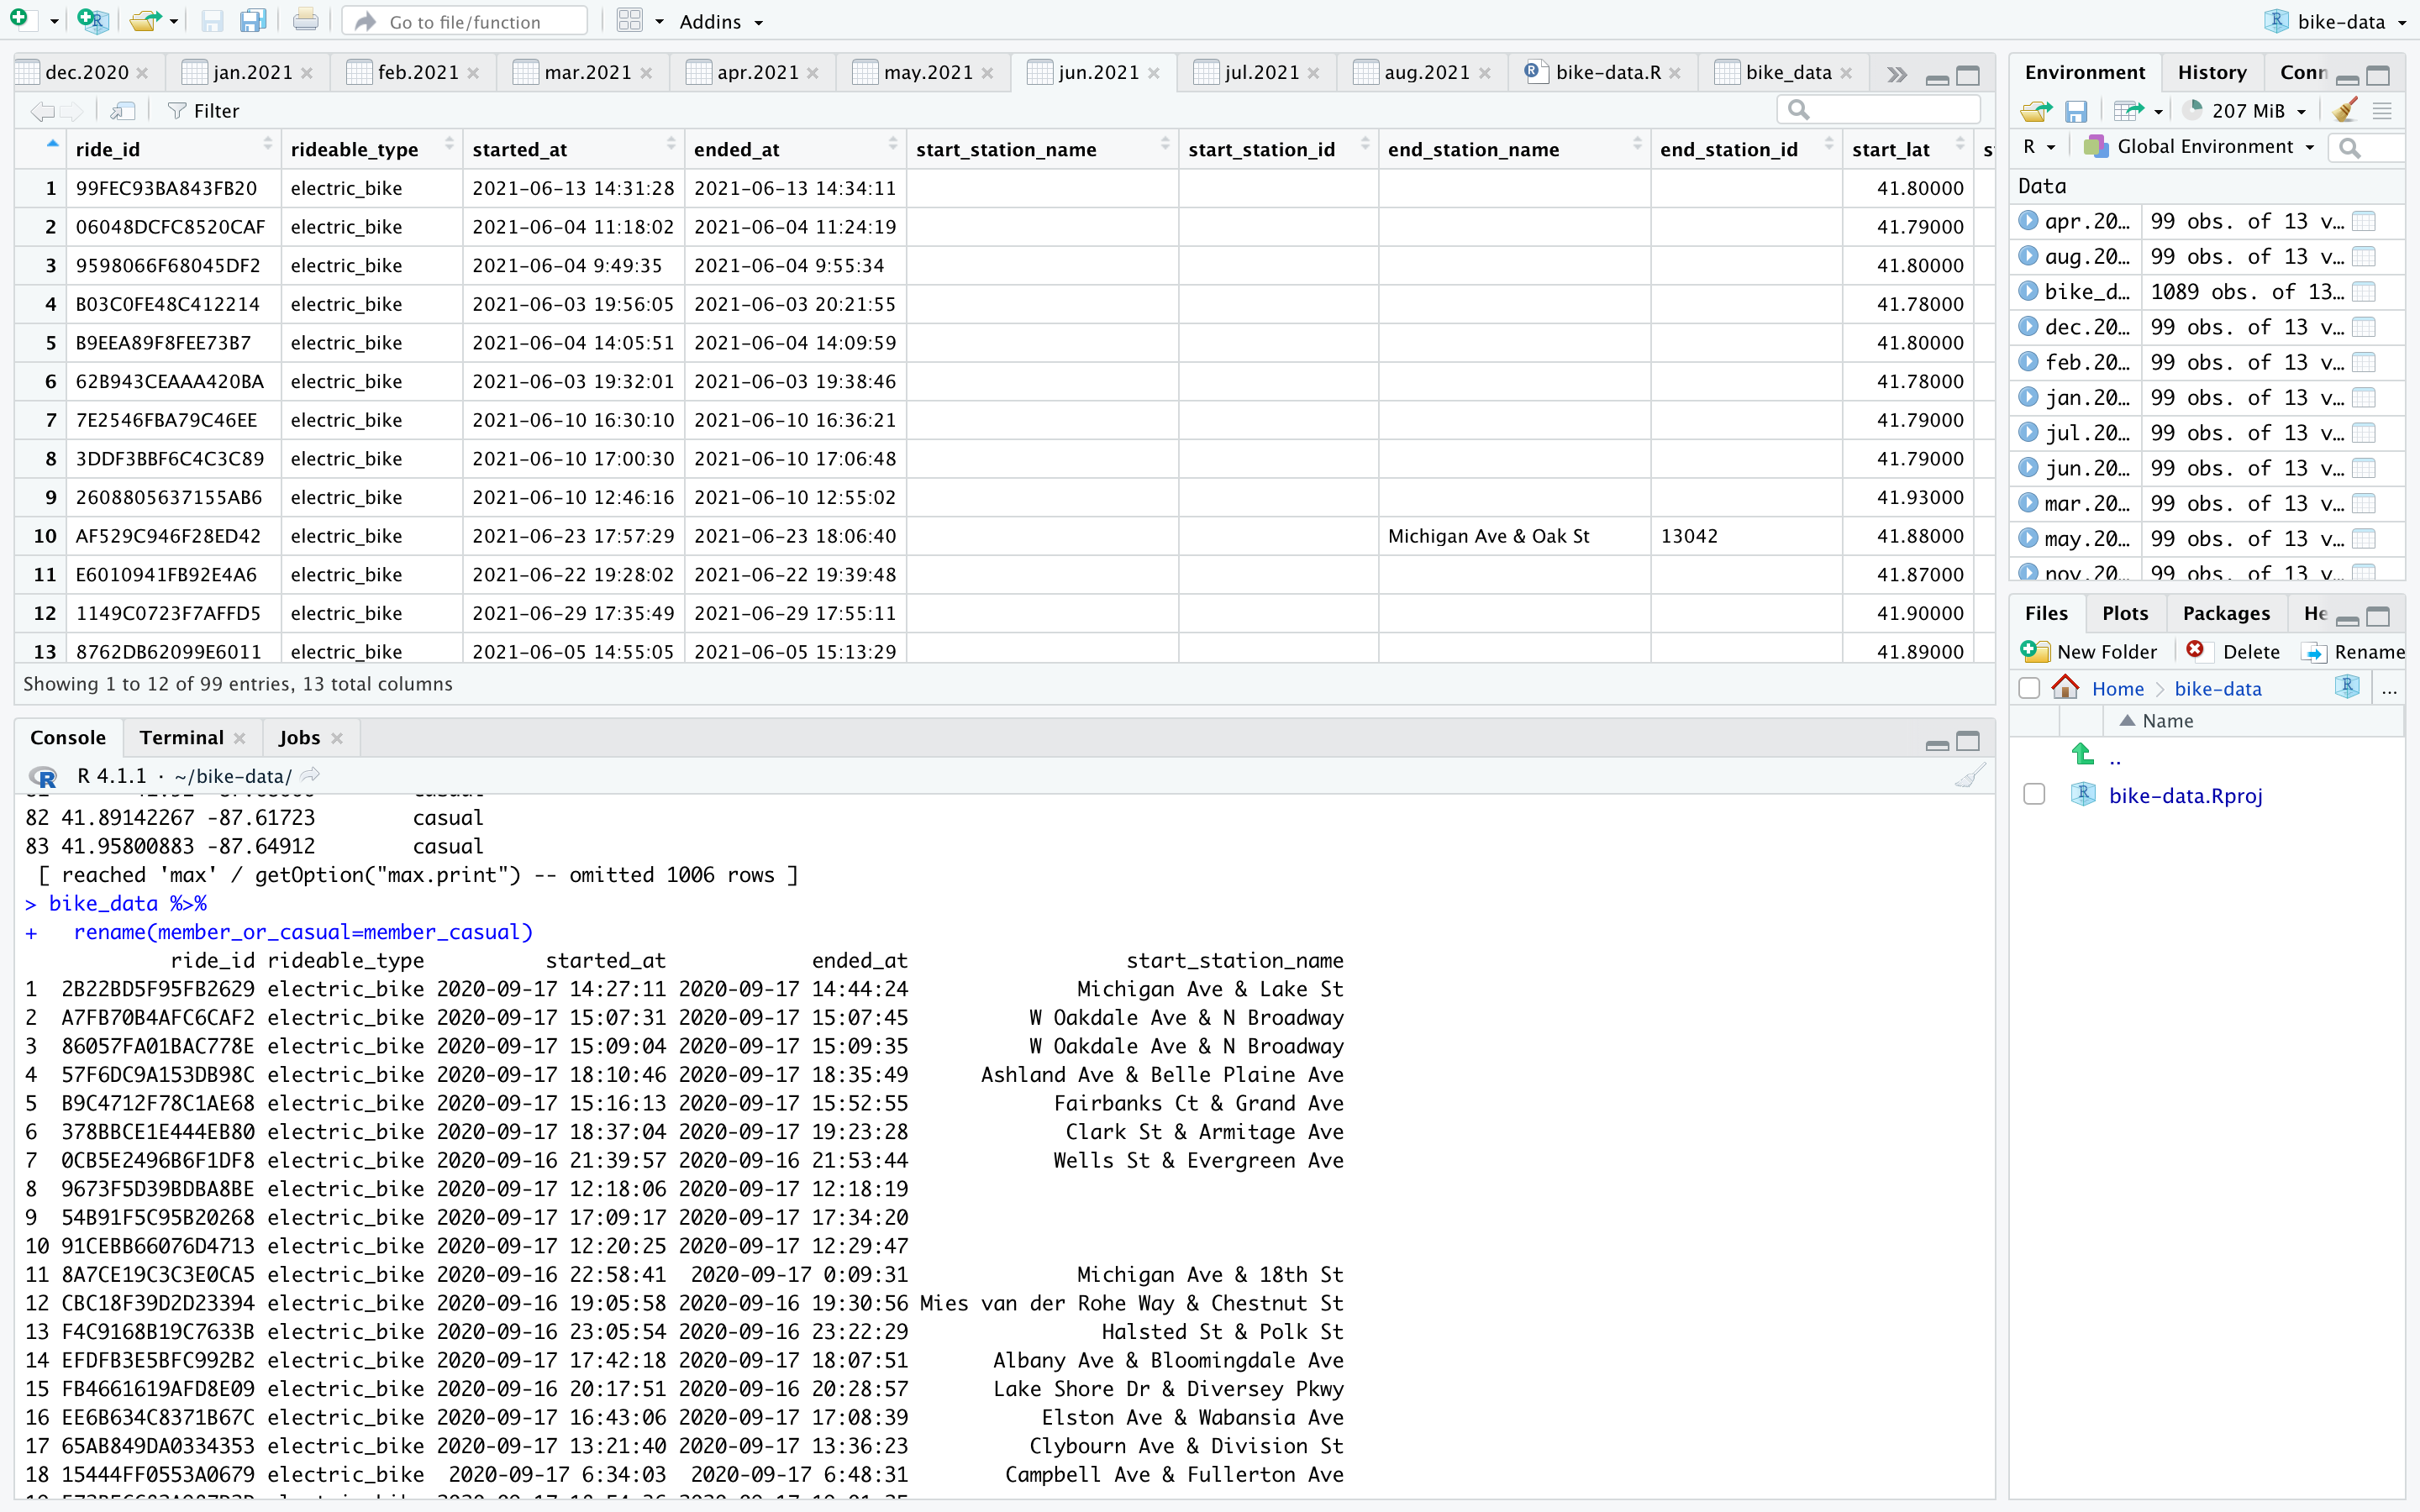 Go to file/function Addins bike-data
dec.2020 jan.2021 feb.2021 mar.2021 apr.2021 may.2021 jun.2021 jul.2021 aug.2021 bike-data.R bike_data
Filter
ride_id rideable_type started_at ended_at start_station_name start_station_id end_station_name end_station_id start_lat
1 99FEC93BA843FB20 electric_bike 2021-06-13 14:31:28 2021-06-13 14:34:11 41.80000
2 06048DCFC8520CAF electric_bike 2021-06-04 11:18:02 2021-06-04 11:24:19 41.79000
3 9598066F68045DF2 electric_bike 2021-06-04 9:49:35 2021-06-04 9:55:34 41.80000
4 B03C0FE48C412214 electric_bike 2021-06-03 19:56:05 2021-06-03 20:21:55 41.78000
5 B9EEA89F8FEE73B7 electric_bike 2021-06-04 14:05:51 2021-06-04 14:09:59 41.80000
6 62B943CEAAA420BA electric_bike 2021-06-03 19:32:01 2021-06-03 19:38:46 41.78000
7 7E2546FBA79C46EE electric_bike 2021-06-10 16:30:10 2021-06-10 16:36:21 41.79000
8 3DDF3BBF6C4C3C89 electric_bike 2021-06-10 17:00:30 2021-06-10 17:06:48 41.79000
9 2608805637155AB6 electric_bike 2021-06-10 12:46:16 2021-06-10 12:55:02 41.93000
10 AF529C946F28ED42 electric_bike 2021-06-23 17:57:29 2021-06-23 18:06:40 Michigan Ave & Oak St 13042 41.88000
11 E6010941FB92E4A6 electric_bike 2021-06-22 19:28:02 2021-06-22 19:39:48 41.87000
12 1149C0723F7AFFD5 electric_bike 2021-06-29 17:35:49 2021-06-29 17:55:11 41.90000
13 8762DB62099E6011 electric_bike 2021-06-05 14:55:05 2021-06-05 15:13:29 41.89000
Showing 1 to 12 of 99 entries, 13 total columns
Console Terminal Jobs
R 4.1.1 · ~/bike-data/
82 41.89142267 -87.61723 casual
83 41.95800883 -87.64912 casual
[ reached 'max' / getOption("max.print") -- omitted 1006 rows ]
> bike_data %>%
+ rename(member_or_casual=member_casual)
ride_id rideable_type started_at ended_at start_station_name
1 2B22BD5F95FB2629 electric_bike 2020-09-17 14:27:11 2020-09-17 14:44:24 Michigan Ave & Lake St
2 A7FB70B4AFC6CAF2 electric_bike 2020-09-17 15:07:31 2020-09-17 15:07:45 W Oakdale Ave & N Broadway
3 86057FA01BAC778E electric_bike 2020-09-17 15:09:04 2020-09-17 15:09:35 W Oakdale Ave & N Broadway
4 57F6DC9A153DB98C electric_bike 2020-09-17 18:10:46 2020-09-17 18:35:49 Ashland Ave & Belle Plaine Ave
5 B9C4712F78C1AE68 electric_bike 2020-09-17 15:16:13 2020-09-17 15:52:55 Fairbanks Ct & Grand Ave
6 378BBCE1E444EB80 electric_bike 2020-09-17 18:37:04 2020-09-17 19:23:28 Clark St & Armitage Ave
7 0CB5E2496B6F1DF8 electric_bike 2020-09-16 21:39:57 2020-09-16 21:53:44 Wells St & Evergreen Ave
8 9673F5D39BDBA8BE electric_bike 2020-09-17 12:18:06 2020-09-17 12:18:19
9 54B91F5C95B20268 electric_bike 2020-09-17 17:09:17 2020-09-17 17:34:20
10 91CEBB66076D4713 electric_bike 2020-09-17 12:20:25 2020-09-17 12:29:47
11 8A7CE19C3C3E0CA5 electric_bike 2020-09-16 22:58:41 2020-09-17 0:09:31 Michigan Ave & 18th St
12 CBC18F39D2D23394 electric_bike 2020-09-16 19:05:58 2020-09-16 19:30:56 Mies van der Rohe Way & Chestnut St
13 F4C9168B19C7633B electric_bike 2020-09-16 23:05:54 2020-09-16 23:22:29 Halsted St & Polk St
14 EFDFB3E5BFC992B2 electric_bike 2020-09-17 17:42:18 2020-09-17 18:07:51 Albany Ave & Bloomingdale Ave
15 FB4661619AFD8E09 electric_bike 2020-09-16 20:17:51 2020-09-16 20:28:57 Lake Shore Dr & Diversey Pkwy
16 EE6B634C8371B67C electric_bike 2020-09-17 16:43:06 2020-09-17 17:08:39 Elston Ave & Wabansia Ave
17 65AB849DA0334353 electric_bike 2020-09-17 13:21:40 2020-09-17 13:36:23 Clybourn Ave & Division St
18 15444FF0553A0679 electric_bike 2020-09-17 6:34:03 2020-09-17 6:48:31 Campbell Ave & Fullerton Ave
Environment History Conn
207 MiB
R Global Environment
Data
apr.20… 99 obs. of 13 v…
aug.20… 99 obs. of 13 v…
bike_d… 1089 obs. of 13…
dec.20… 99 obs. of 13 v…
feb.20… 99 obs. of 13 v…
jan.20… 99 obs. of 13 v…
jul.20… 99 obs. of 13 v…
jun.20… 99 obs. of 13 v…
mar.20… 99 obs. of 13 v…
may.20… 99 obs. of 13 v…
nov.20… 99 obs. of 13 v…
Files Plots Packages He
New Folder Delete Rename
Home bike-data ...
Name
..
bike-data.Rproj